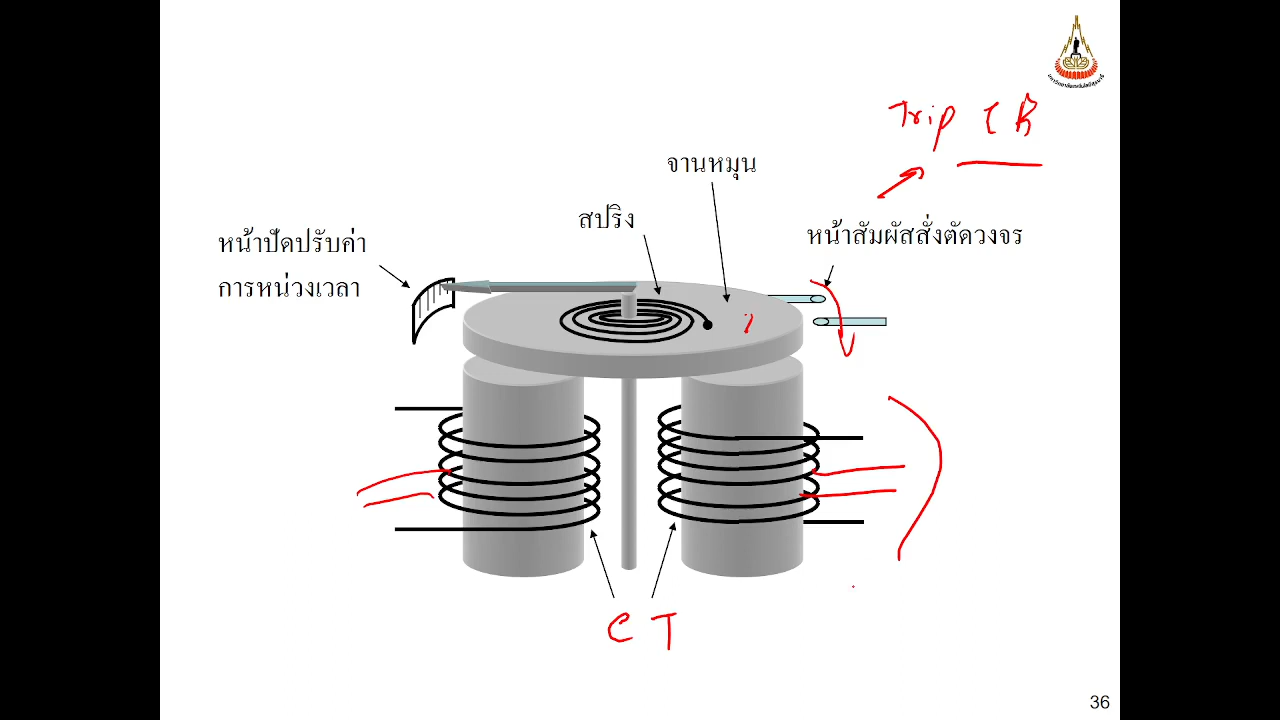 Trip CB
จานหมุน
สปริง
หน้าปัดปรับค่า
การหน่วงเวลา
หน้าสัมผัสสั่งตัดวงจร
CT
36